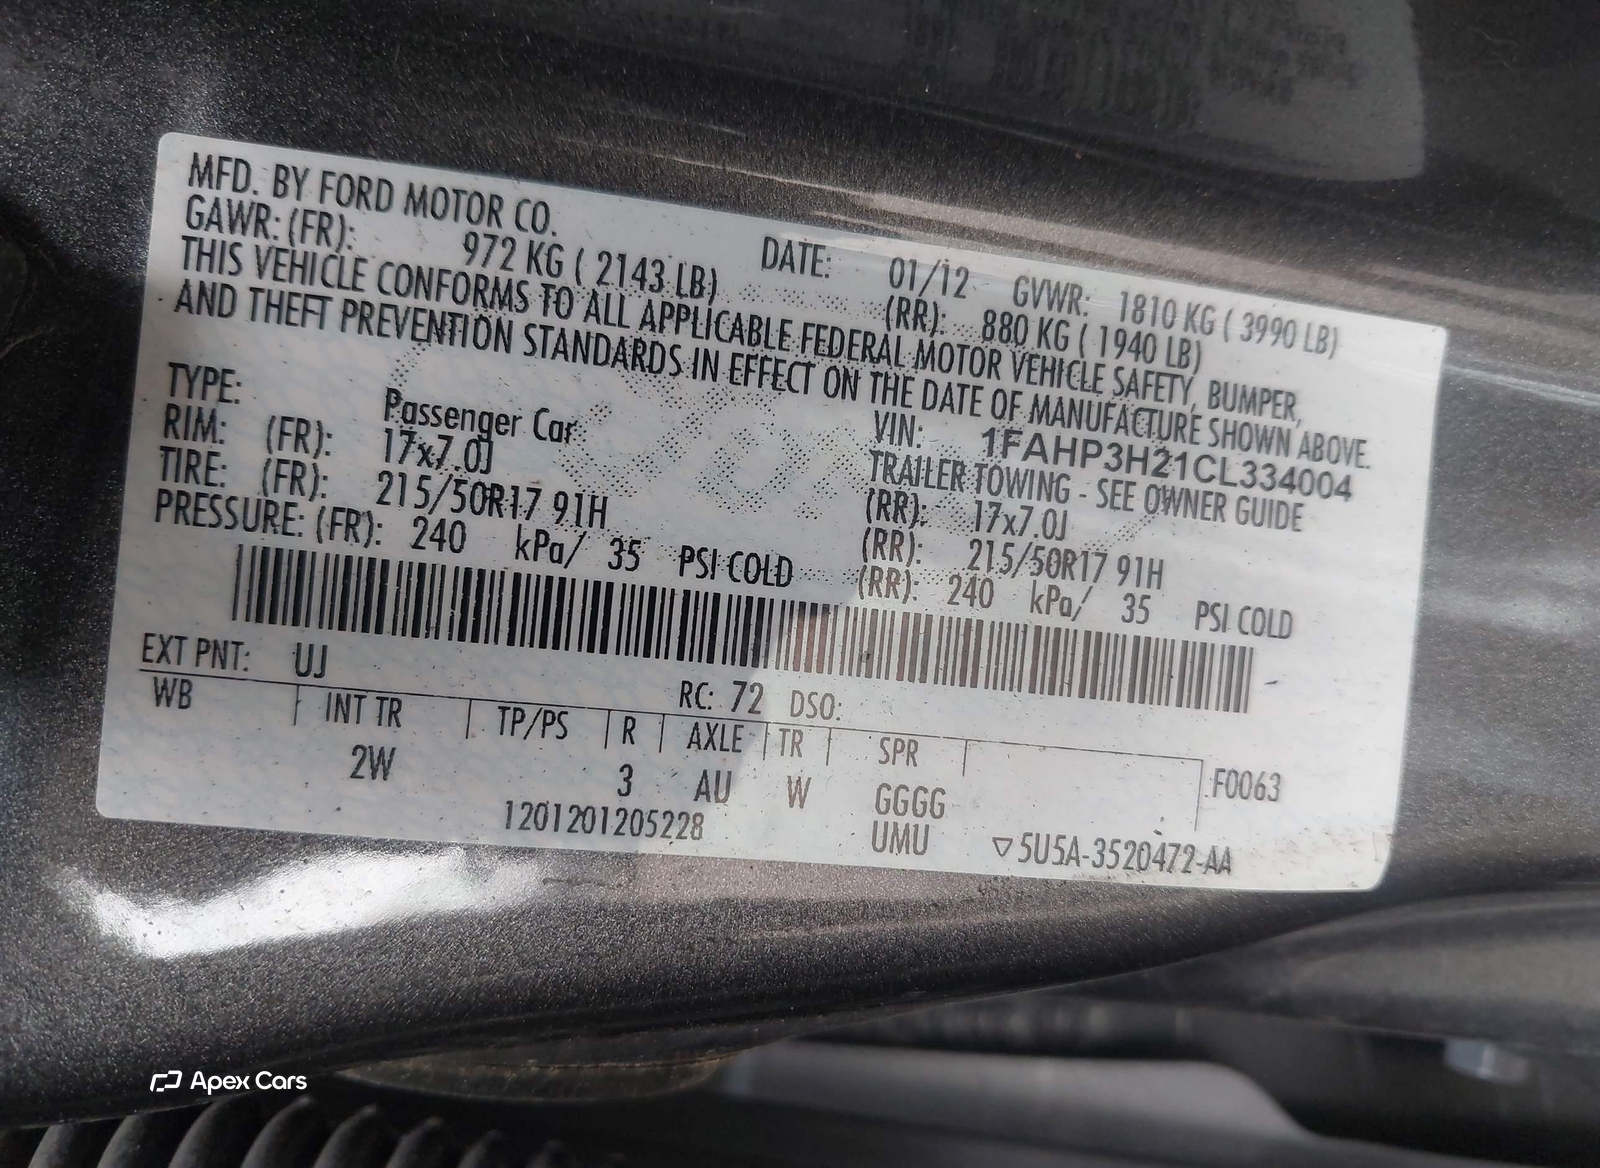 MFD. BY FORD MOTOR CO. DATE: 01/12 GVWR: 1810 KG ( 3990 LB)
GAWR: (FR): 972 KG ( 2143 LB) (RR): 880 KG ( 1940 LB)
THIS VEHICLE CONFORMS TO ALL APPLICABLE FEDERAL MOTOR VEHICLE SAFETY, BUMPER,
AND THEFT PREVENTION STANDARDS IN EFFECT ON THE DATE OF MANUFACTURE SHOWN ABOVE.
VIN: 1FAHP3H21CL334004
TYPE: Passenger Car TRAILER TOWING - SEE OWNER GUIDE
RIM: (FR): 17x7.0J (RR): 17x7.0J
TIRE: (FR): 215/50R17 91H (RR): 215/50R17 91H
PRESSURE: (FR): 240 kPa/ 35 PSI COLD (RR): 240 kPa/ 35 PSI COLD
EXT PNT: UJ RC: 72 DSO:
WB INT TR TP/PS R AXLE TR SPR F0063
2W 3 AU W GGGG
1201201205228 UMU ▽5U5A-3520472-AA
Apex Cars